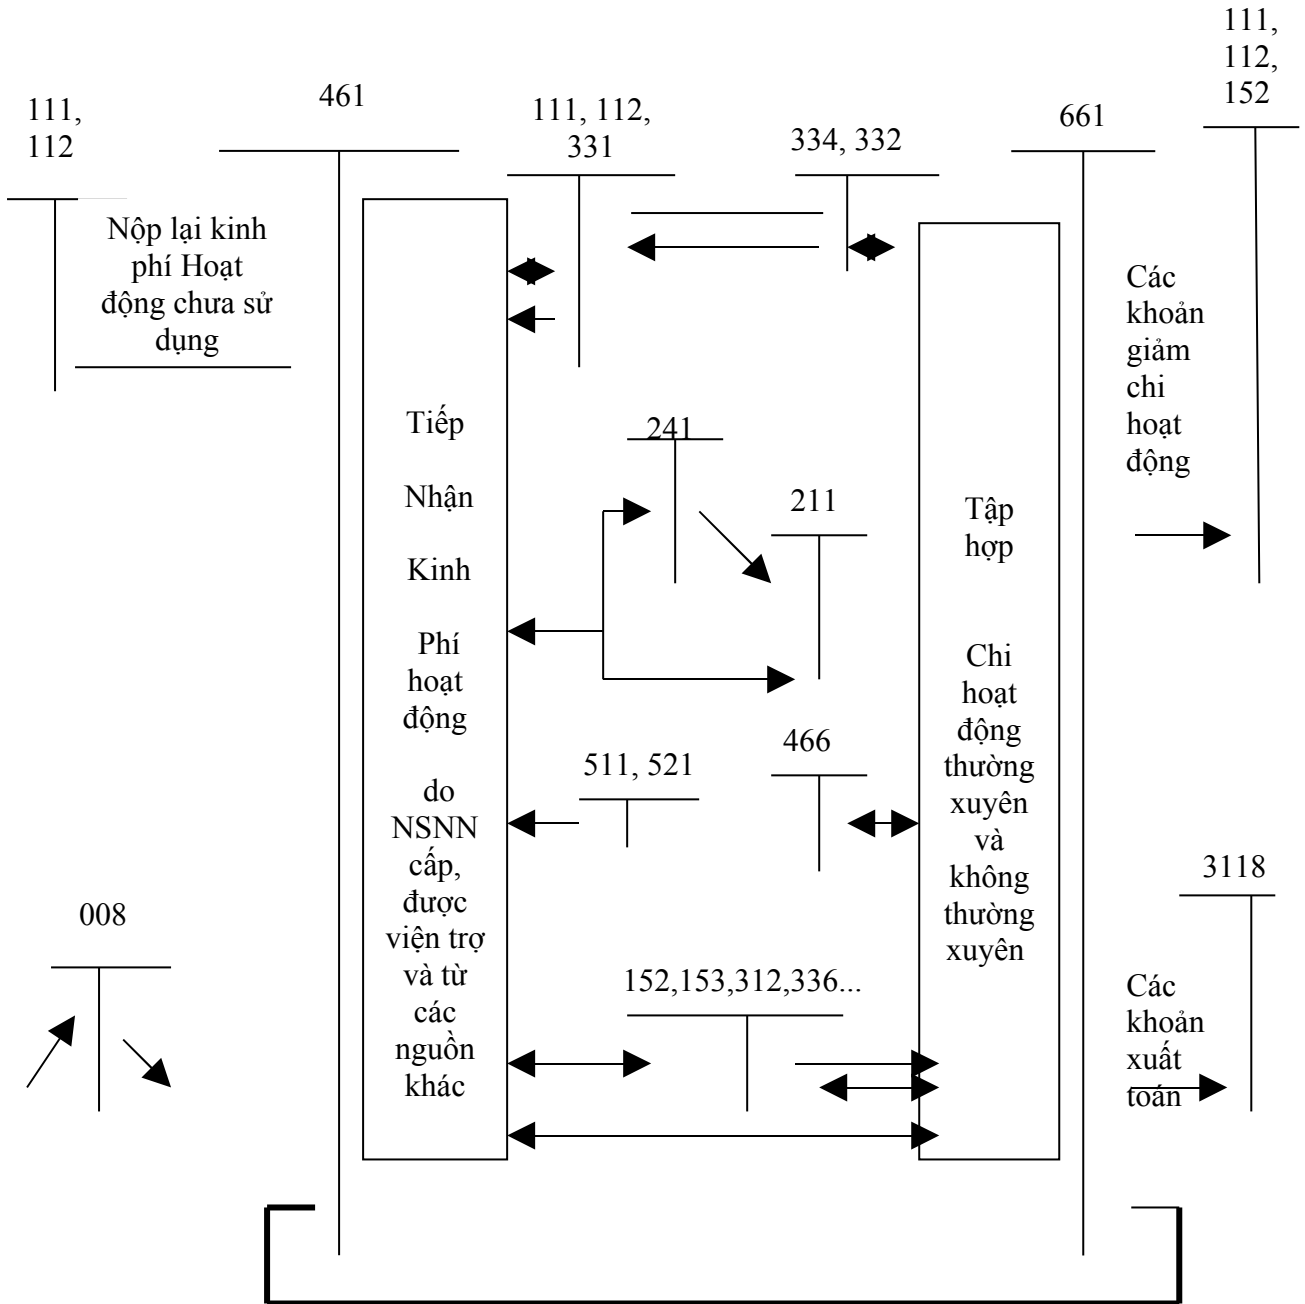 111,
112,
152
461
111,
112
111, 112,
331
334, 332
661
Nộp lại kinh
phí Hoạt
động chưa sử
dụng
Các
khoản
giảm
chi
hoạt
động
Tiếp
Nhận
Kinh
Phí
hoạt
động
do
NSNN
cấp,
được
viện trợ
và từ
các
nguồn
khác
241
211
Tập
hợp
Chi
hoạt
động
thường
xuyên
và
không
thường
xuyên
466
511, 521
3118
008
152,153,312,336...
Các
khoản
xuất
toán